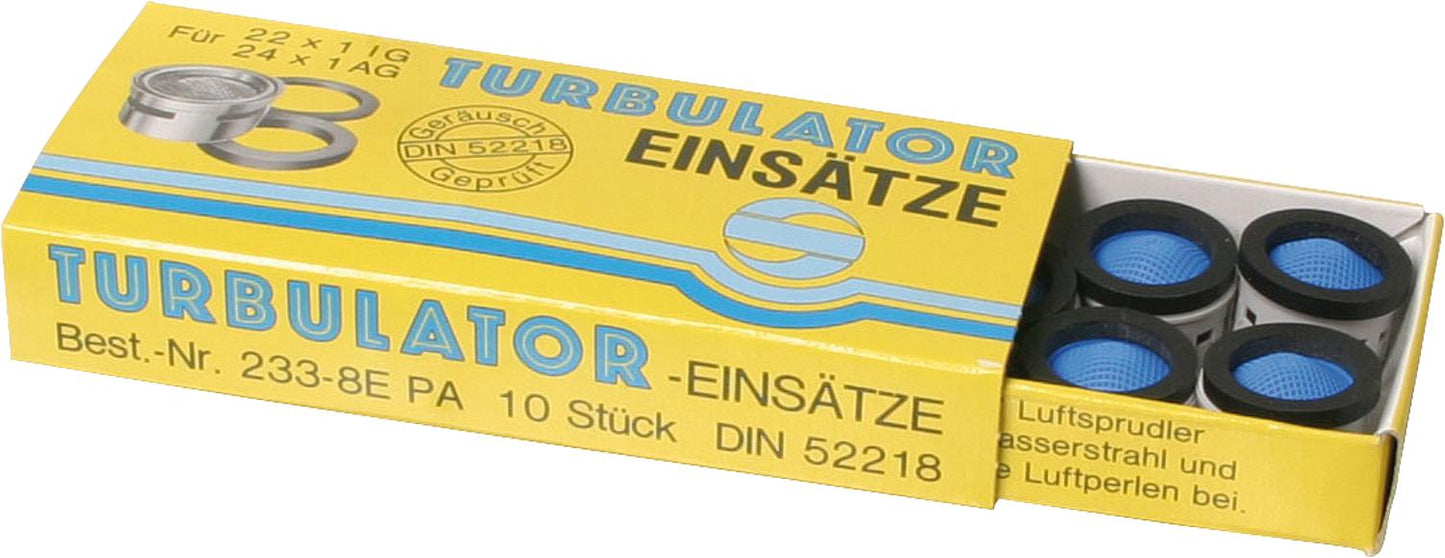 Für 22 x 1 IG
24 x 1 AG
TURBULATOR
EINSÄTZE
Geräusch
DIN 52218
Geprüft
TURBULATOR -EINSÄTZE
Best.-Nr. 233-8E PA 10 Stück DIN 52218
Luftsprudler
asserstrahl und
e Luftperlen bei.